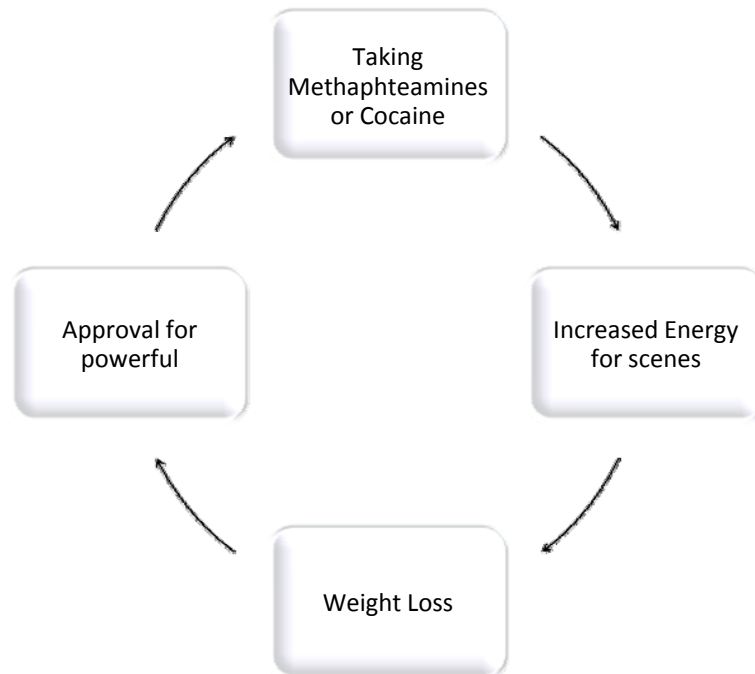 Taking
Methaphteamines
or Cocaine
Increased Energy
for scenes
Weight Loss
Approval for
powerful